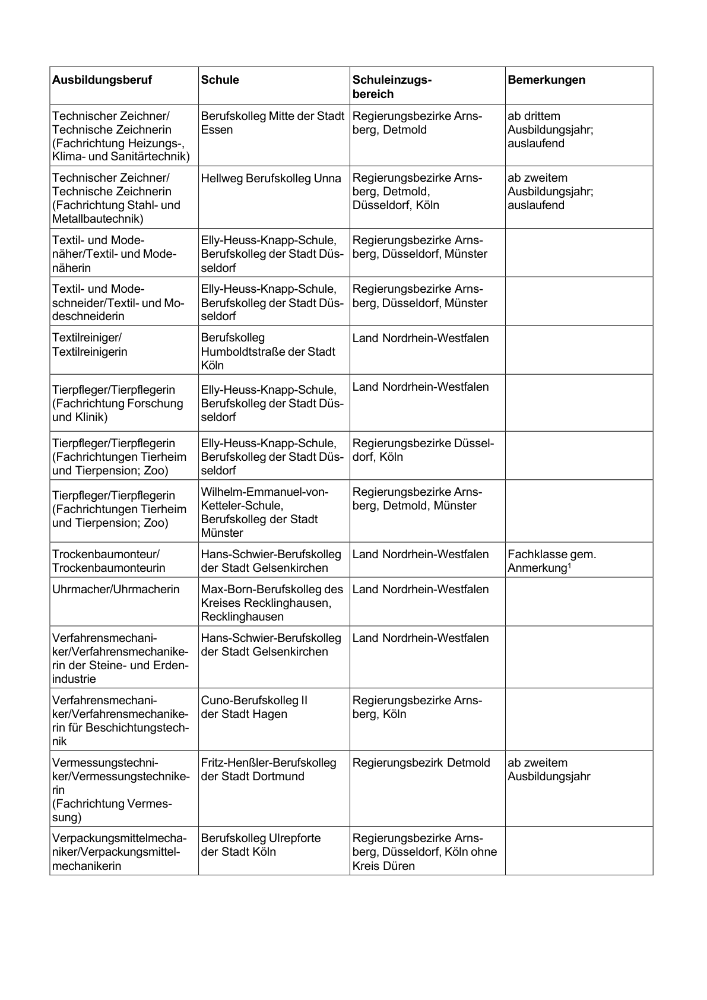 Ausbildungsberuf
Schule
Schuleinzugs-
bereich
Bemerkungen
Technischer Zeichner/
Technische Zeichnerin
(Fachrichtung Heizungs-,
Klima- und Sanitärtechnik)
Berufskolleg Mitte der Stadt
Essen
Regierungsbezirke Arns-
berg, Detmold
ab drittem
Ausbildungsjahr;
auslaufend
Technischer Zeichner/
Technische Zeichnerin
(Fachrichtung Stahl- und
Metallbautechnik)
Hellweg Berufskolleg Unna
Regierungsbezirke Arns-
berg, Detmold,
Düsseldorf, Köln
ab zweitem
Ausbildungsjahr;
auslaufend
Textil- und Mode-
näher/Textil- und Mode-
näherin
Elly-Heuss-Knapp-Schule,
Berufskolleg der Stadt Düs-
seldorf
Regierungsbezirke Arns-
berg, Düsseldorf, Münster
Textil- und Mode-
schneider/Textil- und Mo-
deschneiderin
Elly-Heuss-Knapp-Schule,
Berufskolleg der Stadt Düs-
seldorf
Regierungsbezirke Arns-
berg, Düsseldorf, Münster
Textilreiniger/
Textilreinigerin
Berufskolleg
Humboldtstraße der Stadt
Köln
Land Nordrhein-Westfalen
Tierpfleger/Tierpflegerin
(Fachrichtung Forschung
und Klinik)
Elly-Heuss-Knapp-Schule,
Berufskolleg der Stadt Düs-
seldorf
Land Nordrhein-Westfalen
Tierpfleger/Tierpflegerin
(Fachrichtungen Tierheim
und Tierpension; Zoo)
Elly-Heuss-Knapp-Schule,
Berufskolleg der Stadt Düs-
seldorf
Regierungsbezirke Düssel-
dorf, Köln
Tierpfleger/Tierpflegerin
(Fachrichtungen Tierheim
und Tierpension; Zoo)
Wilhelm-Emmanuel-von-
Ketteler-Schule,
Berufskolleg der Stadt
Münster
Regierungsbezirke Arns-
berg, Detmold, Münster
Trockenbaumonteur/
Trockenbaumonteurin
Hans-Schwier-Berufskolleg
der Stadt Gelsenkirchen
Land Nordrhein-Westfalen
Fachklasse gem.
Anmerkung¹
Uhrmacher/Uhrmacherin
Max-Born-Berufskolleg des
Kreises Recklinghausen,
Recklinghausen
Land Nordrhein-Westfalen
Verfahrensmechani-
ker/Verfahrensmechanike-
rin der Steine- und Erden-
industrie
Hans-Schwier-Berufskolleg
der Stadt Gelsenkirchen
Land Nordrhein-Westfalen
Verfahrensmechani-
ker/Verfahrensmechanike-
rin für Beschichtungstech-
nik
Cuno-Berufskolleg II
der Stadt Hagen
Regierungsbezirke Arns-
berg, Köln
Vermessungstechni-
ker/Vermessungstechnike-
rin
(Fachrichtung Vermes-
sung)
Fritz-Henßler-Berufskolleg
der Stadt Dortmund
Regierungsbezirk Detmold
ab zweitem
Ausbildungsjahr
Verpackungsmittelmecha-
niker/Verpackungsmittel-
mechanikerin
Berufskolleg Ulrepforte
der Stadt Köln
Regierungsbezirke Arns-
berg, Düsseldorf, Köln ohne
Kreis Düren